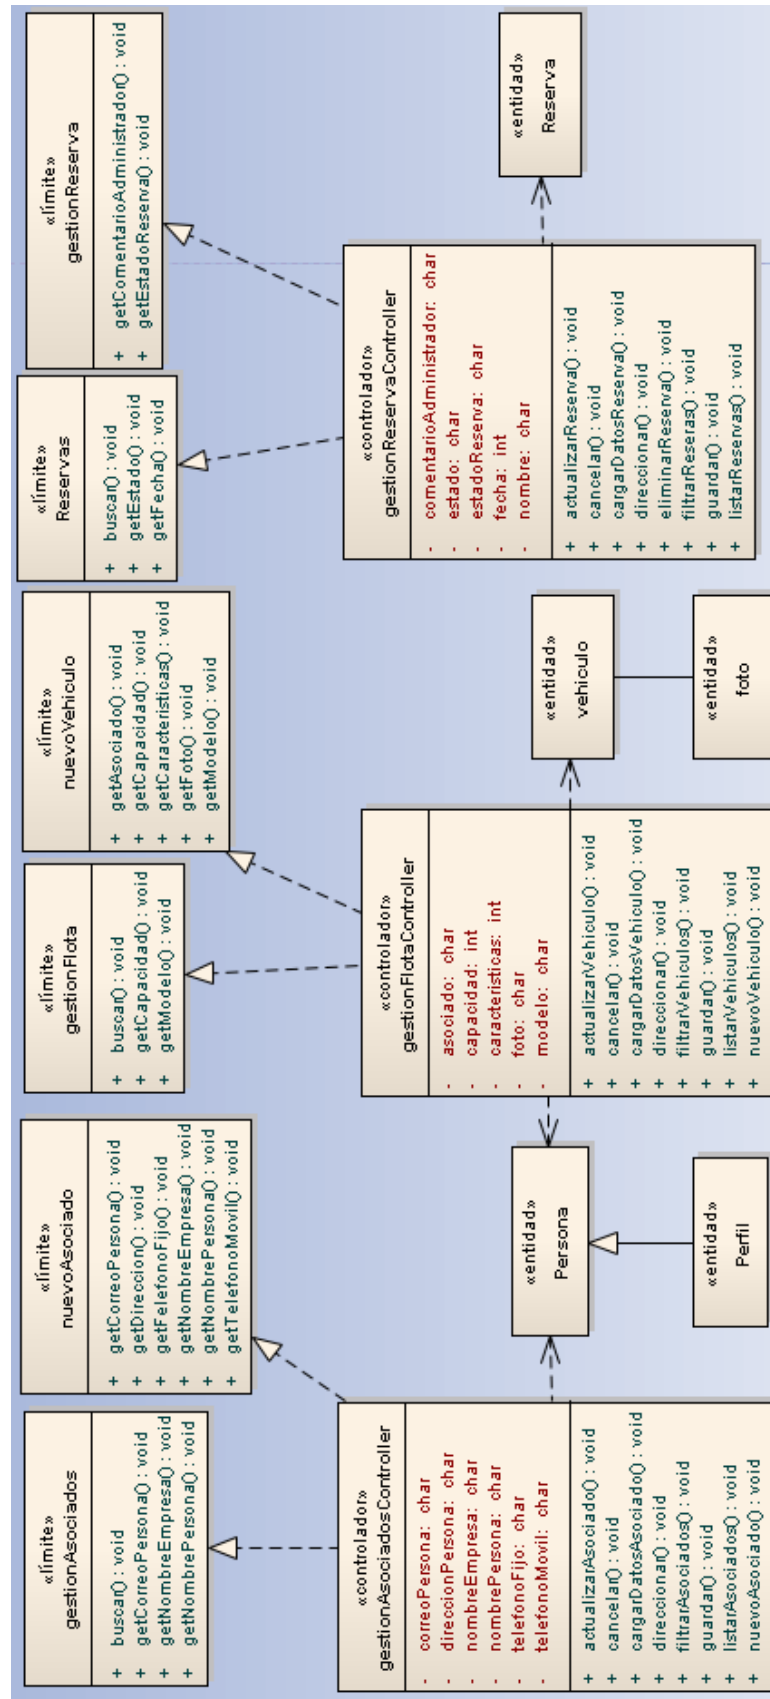 «límite»
gestionAsociados
+ buscar() : void
+ getCorreoPersona() : void
+ getNombreEmpresa() : void
+ getNombrePersona() : void
«límite»
nuevoAsociado
+ getCorreoPersona() : void
+ getDireccion() : void
+ getFelefonoFijo() : void
+ getNombreEmpresa() : void
+ getNombrePersona() : void
+ getTelefonoMovil() : void
«límite»
gestionFlota
+ buscar() : void
+ getCapacidad() : void
+ getModelo() : void
«límite»
nuevoVehiculo
+ getAsociado() : void
+ getCapacidad() : void
+ getCaracteristicas() : void
+ getFoto() : void
+ getModelo() : void
«límite»
Reservas
+ buscar() : void
+ getEstado() : void
+ getFecha() : void
«límite»
gestionReserva
+ getComentarioAdministrador() : void
+ getEstadoReserva() : void
«controlador»
gestionAsociadosController
- correoPersona: char
- direccionPersona: char
- nombreEmpresa: char
- nombrePersona: char
- telefonoFijo: char
- telefonoMovil: char
+ actualizarAsociado() : void
+ cancelar() : void
+ cargarDatosAsociado() : void
+ direccionar() : void
+ filtrarAsociados() : void
+ guardar() : void
+ listarAsociados() : void
+ nuevoAsociado() : void
«controlador»
gestionFlotaController
- asociado: char
- capacidad: int
- caracteristicas: int
- foto: char
- modelo: char
+ actualizarVehiculo() : void
+ cancelar() : void
+ cargarDatosVehiculo() : void
+ direccionar() : void
+ filtrarVehiculos() : void
+ guardar() : void
+ listarVehiculos() : void
+ nuevoVehiculo() : void
«controlador»
gestionReservaController
- comentarioAdministrador: char
- estado: char
- estadoReserva: char
- fecha: int
- nombre: char
+ actualizarReserva() : void
+ cancelar() : void
+ cargarDatosReserva() : void
+ direccionar() : void
+ eliminarReserva() : void
+ filtrarReseras() : void
+ guardar() : void
+ listarReservas() : void
«entidad»
Persona
«entidad»
vehiculo
«entidad»
Reserva
«entidad»
Perfil
«entidad»
foto